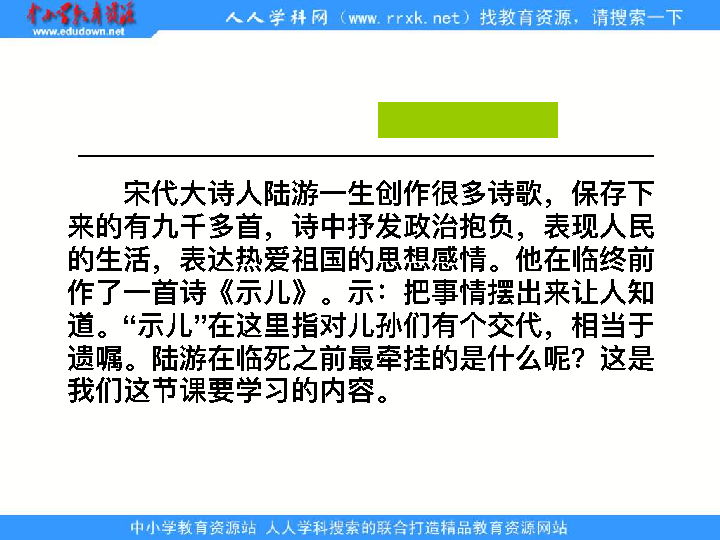 中小学教育资源
www.edudown.net
人人学科网（www.rrxk.net）找教育资源，请搜索一下
宋代大诗人陆游一生创作很多诗歌，保存下
来的有九千多首，诗中抒发政治抱负，表现人民
的生活，表达热爱祖国的思想感情。他在临终前
作了一首诗《示儿》。示：把事情摆出来让人知
道。“示儿”在这里指对儿孙们有个交代，相当于
遗嘱。陆游在临死之前最牵挂的是什么呢？这是
我们这节课要学习的内容。
中小学教育资源站 人人学科搜索的联合打造精品教育资源网站